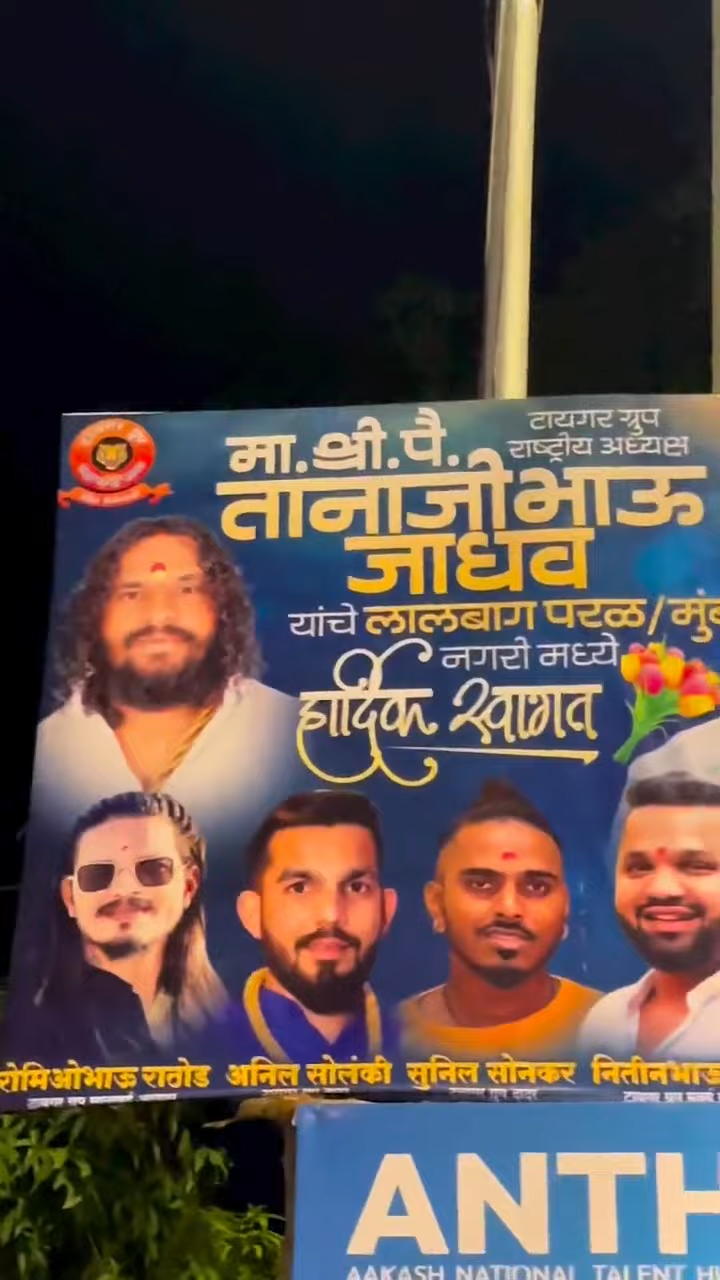 मा.श्री.पै.
टायगर ग्रुप
राष्ट्रीय अध्यक्ष
तानाजीभाऊ
जाधव
यांचे लालबाग परळ/मुंब
नगरी मध्ये
हार्दिक स्वागत
रोमिओभाऊ राठोड अनिल सोलंकी सुनिल सोनकर नितीनभाऊ
ANTH
AAKASH NATIONAL TALENT HU